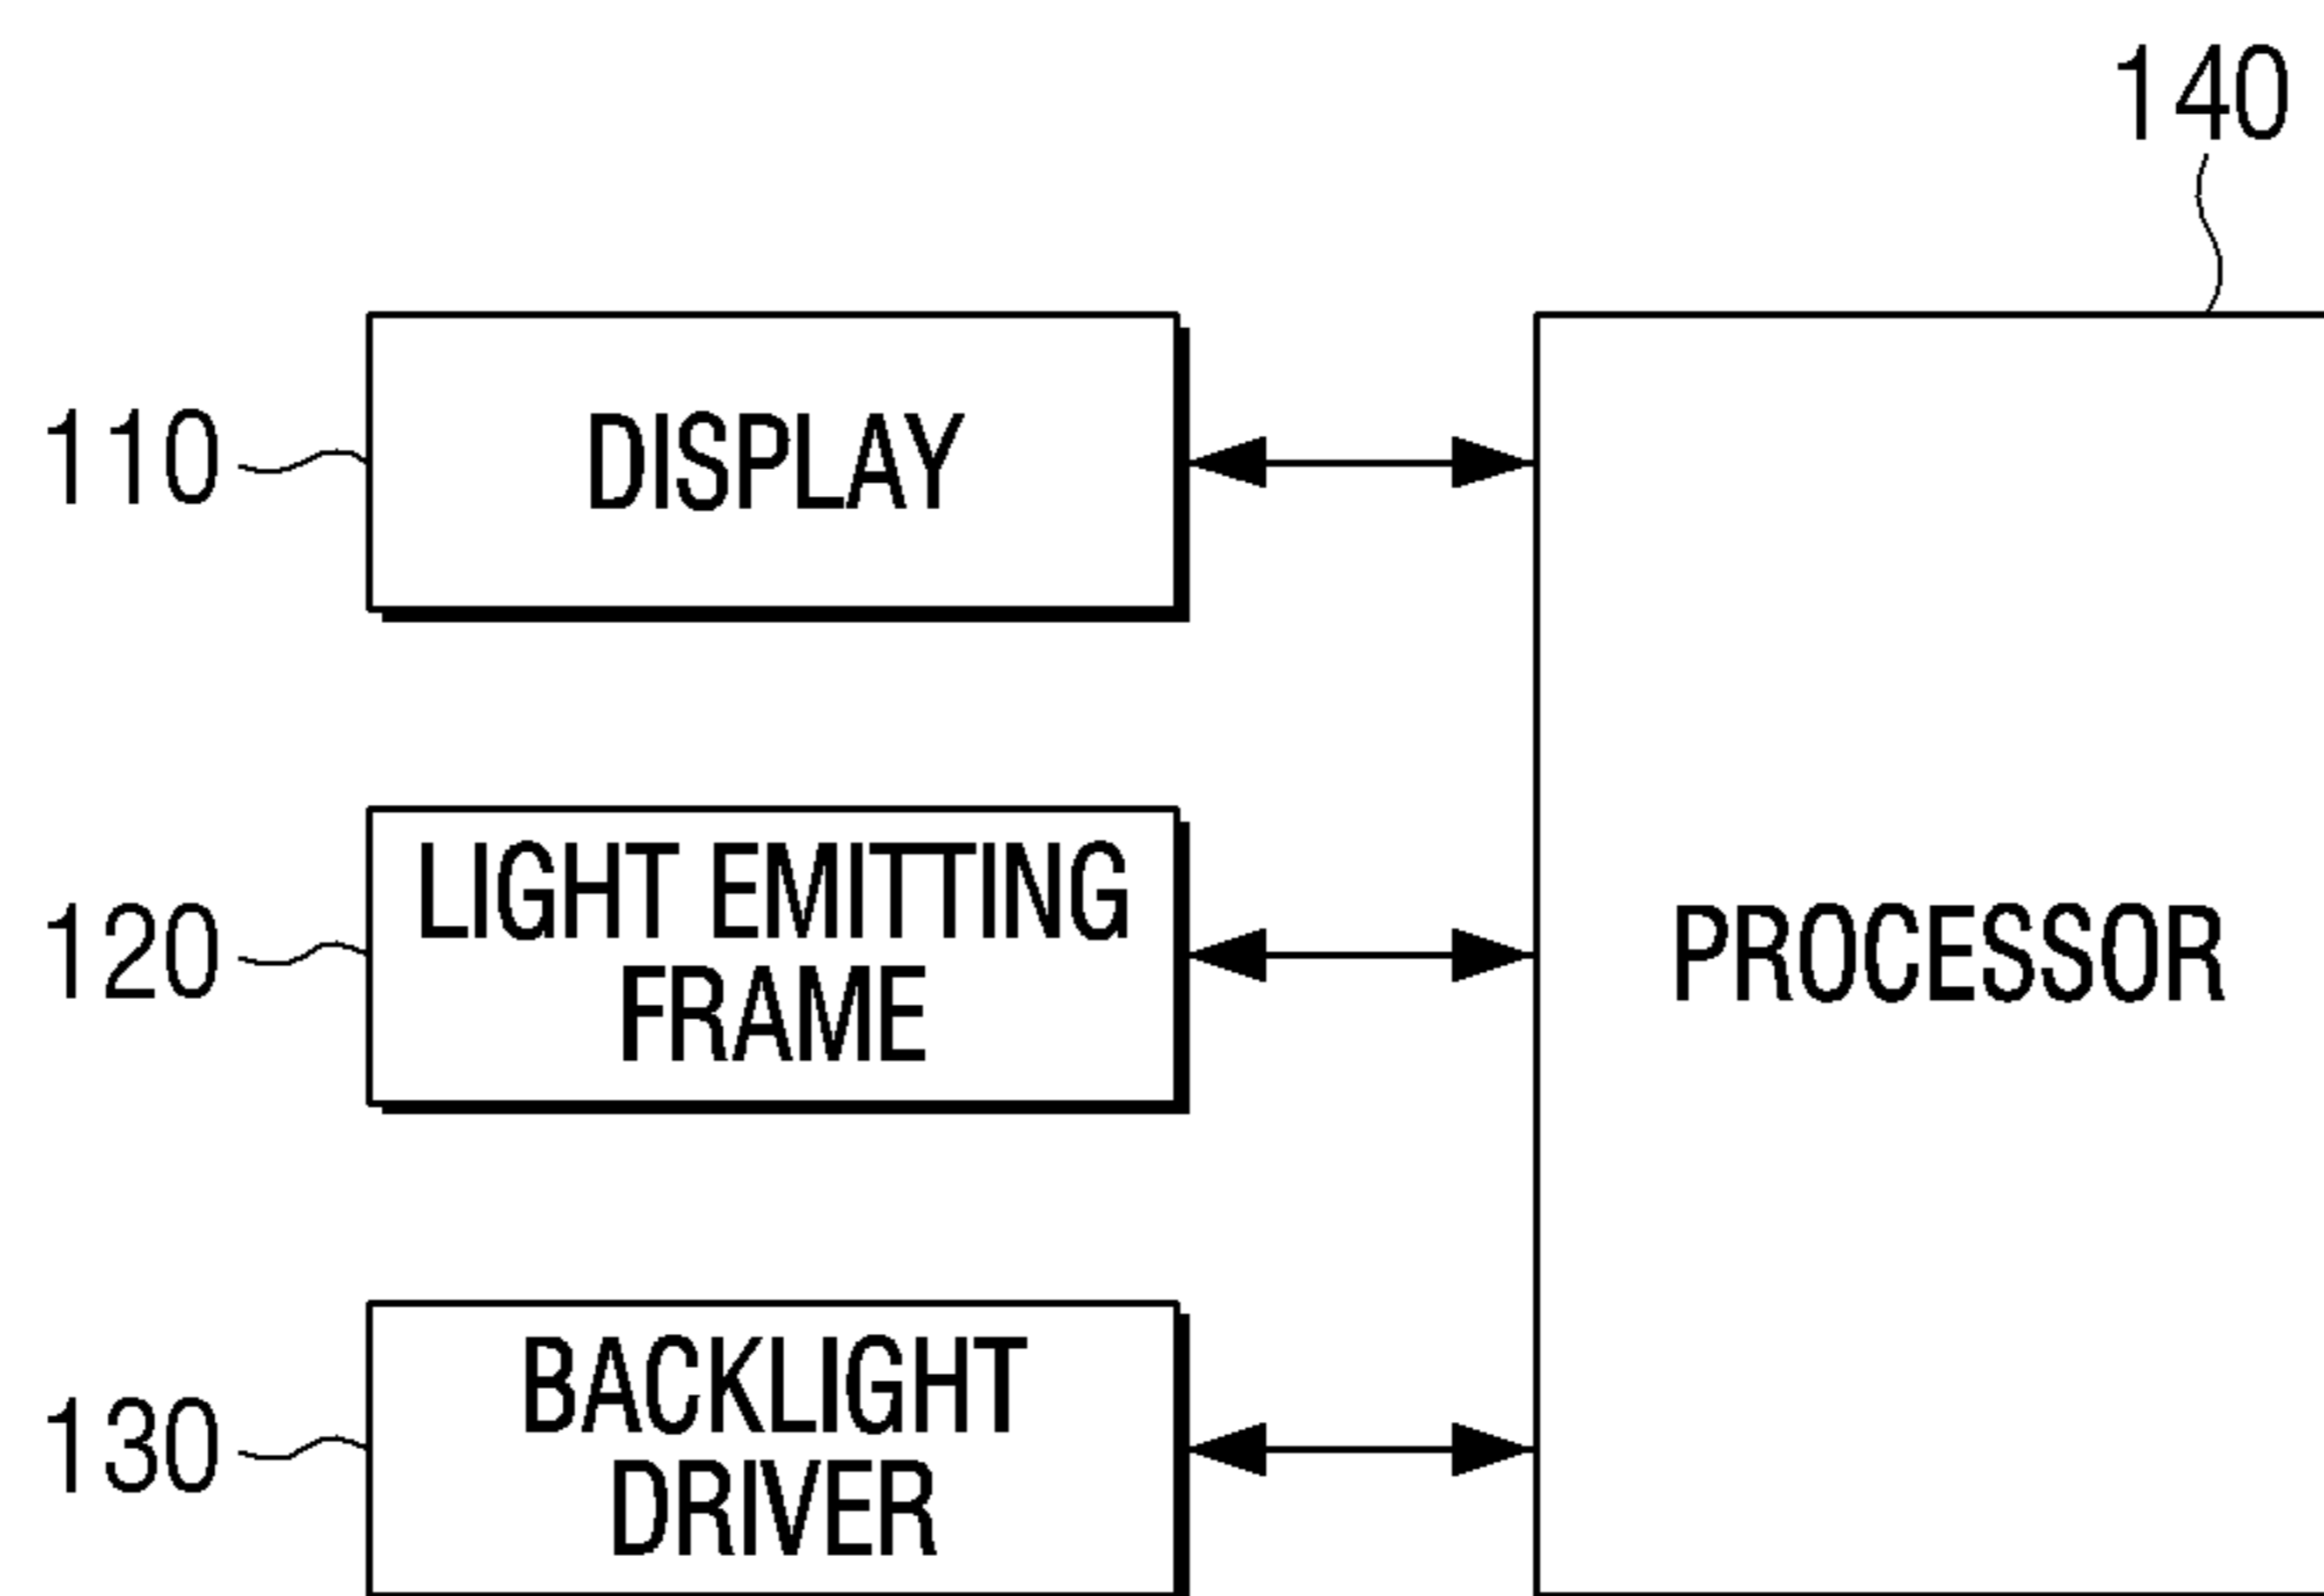 140
110
DISPLAY
120
LIGHT EMITTING
FRAME
PROCESSOR
130
BACKLIGHT
DRIVER